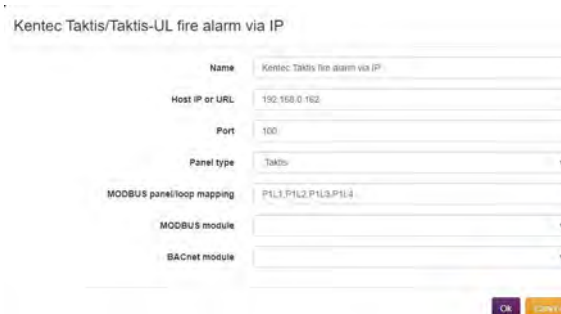 Kentec Taktis/Taktis-UL fire alarm via IP
Name Kentec Taktis fire alarm via IP
Host IP or URL 192.168.0.162
Port 100
Panel type Taktis
MODBUS panel/loop mapping P1L1,P1L2,P1L3,P1L4
MODBUS module
BACnet module
Ok Cancel